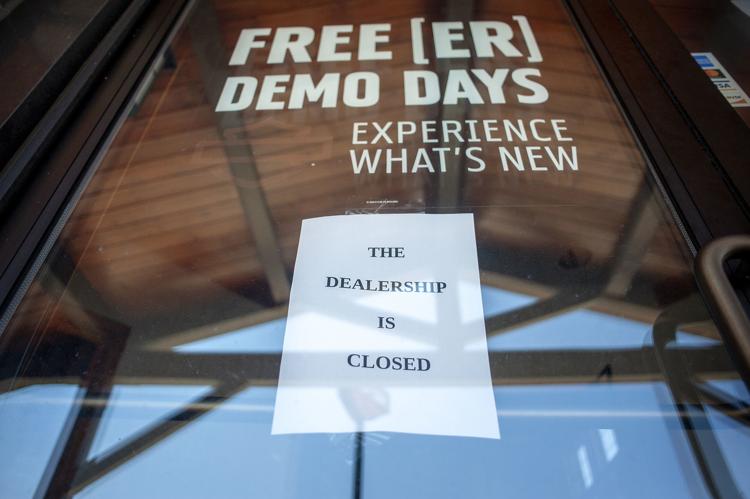 FREE[ER]
DEMO DAYS
EXPERIENCE
WHAT'S NEW
THE
DEALERSHIP
IS
CLOSED